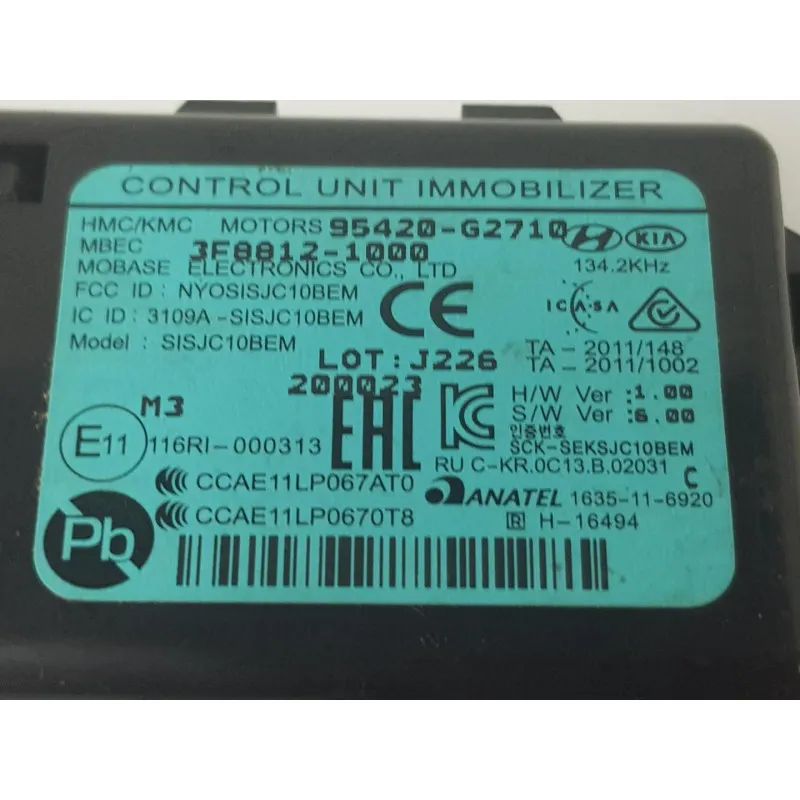 CONTROL UNIT IMMOBILIZER
HMC/KMC MOTORS 95420-G2710
KIA
MBEC 3F8812-1000
MOBASE ELECTRONICS CO., LTD
134.2KHz
FCC ID : NYOSISJC10BEM
CE
ICASA
IC ID : 3109A-SISJC10BEM
Model : SISJC10BEM
TA-2011/148
LOT:J226
TA-2011/1002
200023
H/W Ver :1.00
M3
EAC
S/W Ver :6.00
인증번호
E11
116RI-000313
SCK-SEKSJC10BEM
RU C-KR.0C13.B.02031
C
CCAE11LP067AT0
ANATEL 1635-11-6920
Pb
CCAE11LP0670T8
R H-16494